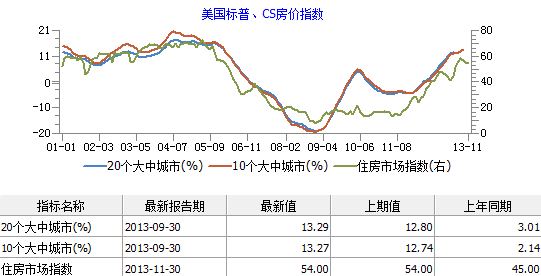 美国标普、CS房价指数
21
11
0
-10
-20
80
60
40
20
0
01-01 02-03 03-06 04-07 05-09 06-11 08-02 09-04 10-06 11-08 13-11
20个大中城市(%) 10个大中城市(%) 住房市场指数(右)
指标名称 最新报告期 最新值 上期值 上年同期
20个大中城市(%) 2013-09-30 13.29 12.80 3.01
10个大中城市(%) 2013-09-30 13.27 12.74 2.14
住房市场指数 2013-11-30 54.00 54.00 45.00